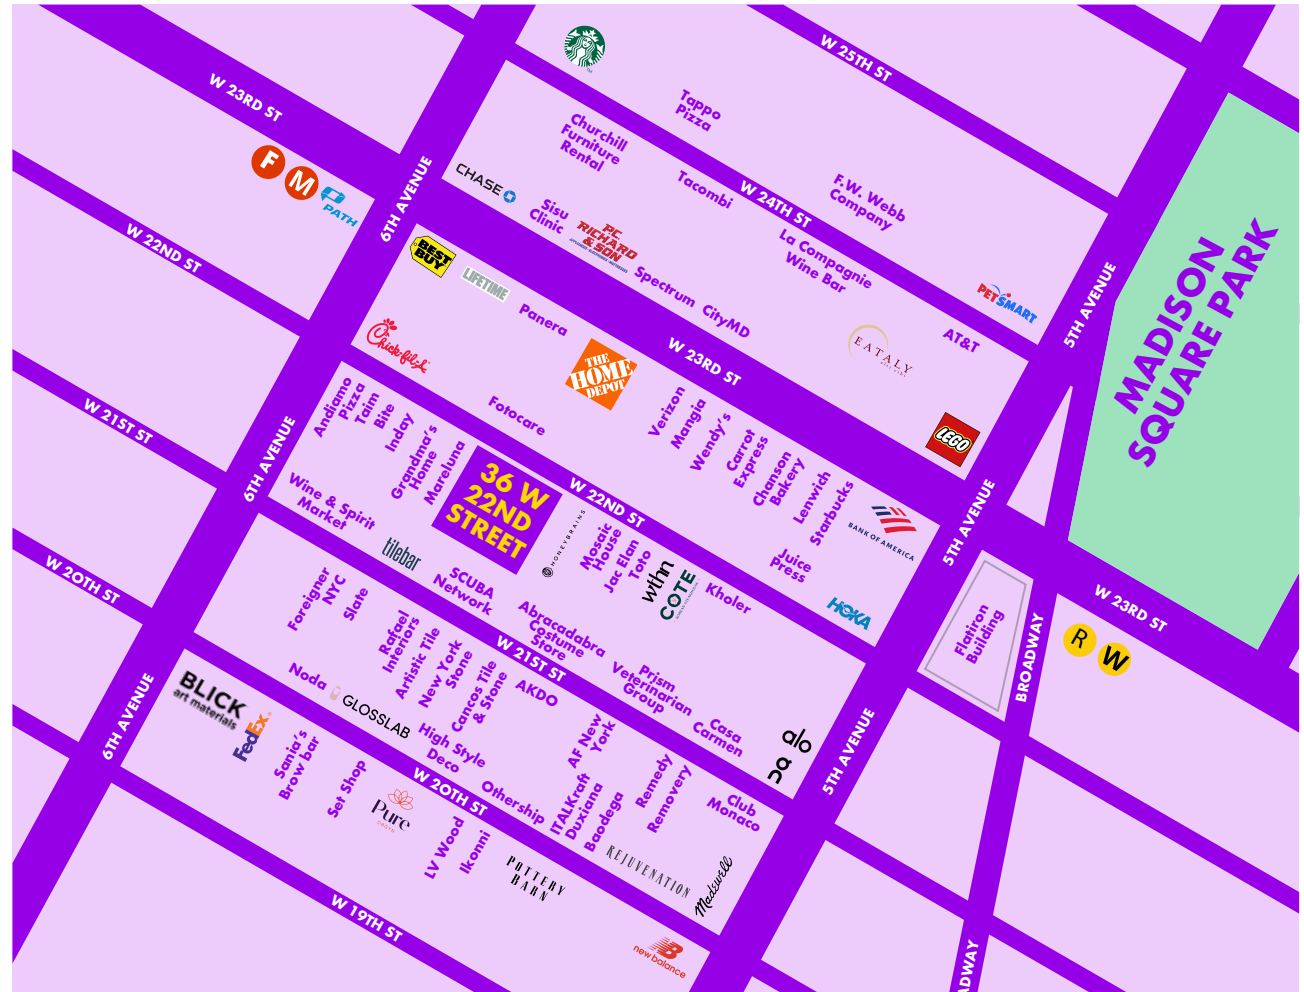 W 25TH ST
TM
Tappo
Pizza
W 23RD ST
Churchill
Furniture
Rental
F
M
PATH
6TH AVENUE
CHASE
Tacombi
W 24TH ST
F.W. Webb
Company
Sisu
Clinic
P.C.
RICHARD
& SON
La Compagnie
Wine Bar
MADISON
SQUARE PARK
W 22ND ST
BEST
BUY
LIFETIME
Spectrum
CityMD
PETSMART
5TH AVENUE
Panera
Chick-fil-A
THE
HOME
DEPOT
W 23RD ST
EATALY
AT&T
LEGO
W 21ST ST
6TH AVENUE
Andiamo
Pizza
Taim
Bite
Inday
Grandma's
Home
Mareluna
Fotocare
Verizon
Mangia
Wendy's
Carrot
Express
Chanson
Bakery
Lenwich
Starbucks
BANK OF AMERICA
5TH AVENUE
36 W
22ND
STREET
W 22ND ST
Wine & Spirit
Market
tilebar
HONEYBRAINS
Mosaic
House
Jac Elan
Toto
wthn
COTE
Kholer
Juice
Press
HOKA
W 20TH ST
Foreigner
NYC
Slate
SCUBA
Network
Abracadabra
Costume
Store
W 21ST ST
Prism
Veterinarian
Group
Casa
Carmen
alo
Flatiron
Building
BROADWAY
R
W
W 23RD ST
Rafael
Interiors
Artistic Tile
New York
Stone
Cancos Tile
& Stone
AKDO
AF New
York
6TH AVENUE
Noda
GLOSSLAB
High Style
Deco
Othership
ITALKraft
Duxiana
Baodega
Remedy
Removery
Club
Monaco
5TH AVENUE
BLICK
art materials
FedEx
Sania's
Brow bar
Set Shop
Pure
W 20TH ST
LV Wood
Ikonni
POTTERY
BARN
REJUVENATION
Madewell
W 19TH ST
new balance
ADWAY